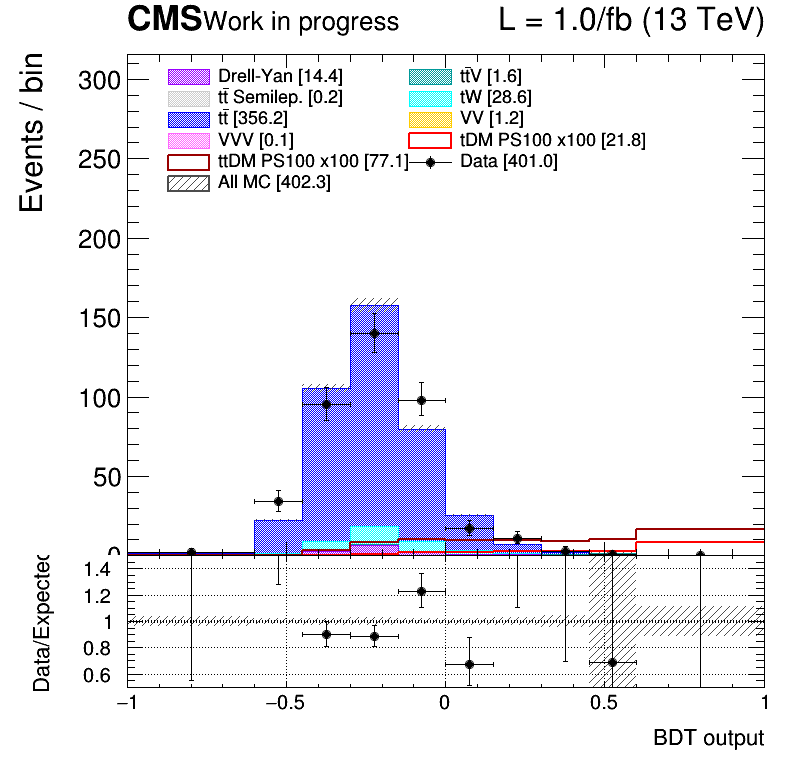 CMS Work in progress L = 1.0/fb (13 TeV)
Events / bin
300
250
200
150
100
50
0
Drell-Yan [14.4] tt̄V [1.6]
tt̄ Semilep. [0.2] tW [28.6]
tt̄ [356.2] VV [1.2]
VVV [0.1] tDM PS100 x100 [21.8]
ttDM PS100 x100 [77.1] Data [401.0]
All MC [402.3]
Data/Expected
1.4
1.2
1
0.8
0.6
−1 −0.5 0 0.5 1
BDT output